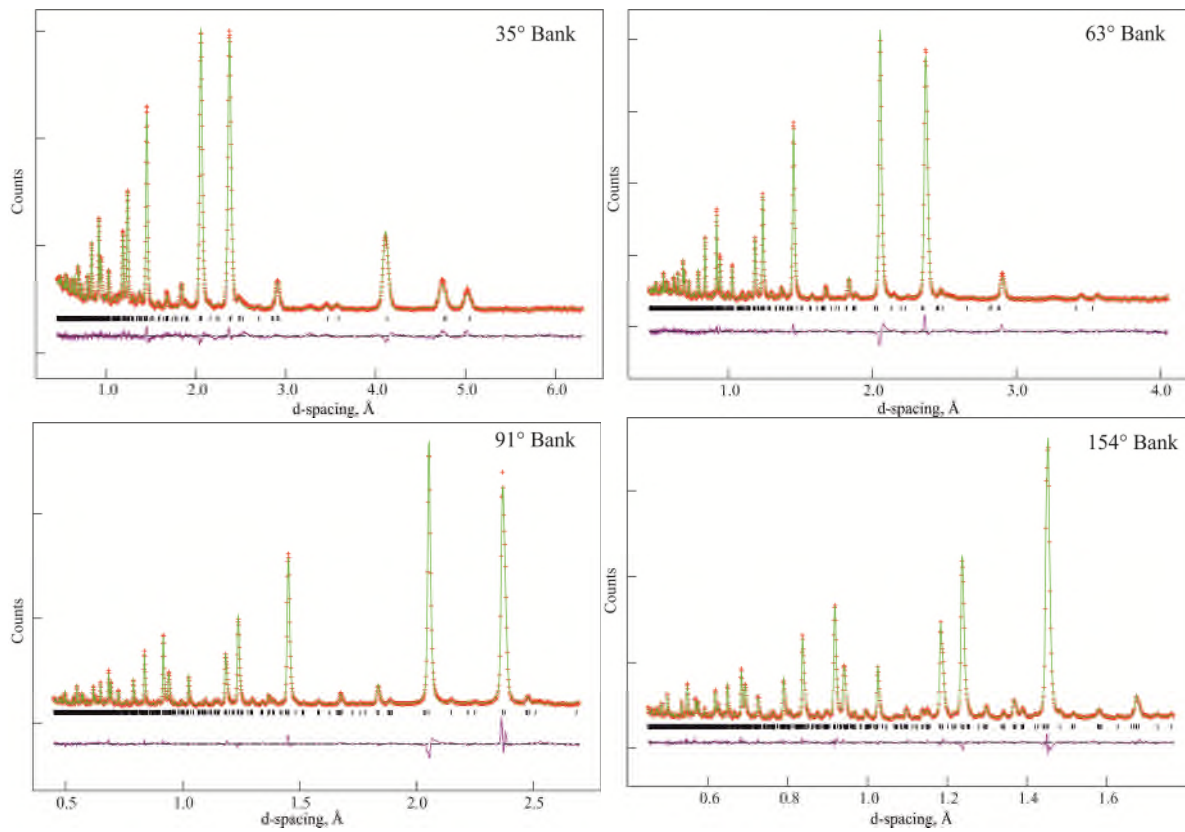 35° Bank
Counts
1.0 2.0 3.0 4.0 5.0 6.0
d-spacing, Å
63° Bank
Counts
1.0 2.0 3.0 4.0
d-spacing, Å
91° Bank
Counts
0.5 1.0 1.5 2.0 2.5
d-spacing, Å
154° Bank
Counts
0.6 0.8 1.0 1.2 1.4 1.6
d-spacing, Å